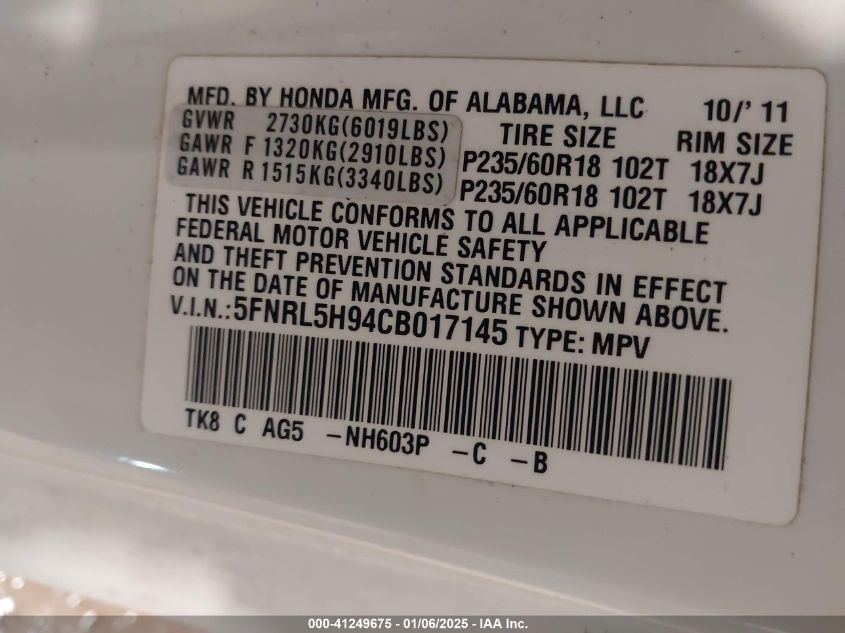 MFD. BY HONDA MFG. OF ALABAMA, LLC 10/' 11
GVWR 2730KG(6019LBS) TIRE SIZE RIM SIZE
GAWR F 1320KG(2910LBS) P235/60R18 102T 18X7J
GAWR R 1515KG(3340LBS) P235/60R18 102T 18X7J
THIS VEHICLE CONFORMS TO ALL APPLICABLE
FEDERAL MOTOR VEHICLE SAFETY
AND THEFT PREVENTION STANDARDS IN EFFECT
ON THE DATE OF MANUFACTURE SHOWN ABOVE.
V.I.N.:5FNRL5H94CB017145 TYPE: MPV
TK8 C AG5 -NH603P -C -B
000-41249675 - 01/06/2025 - IAA Inc.